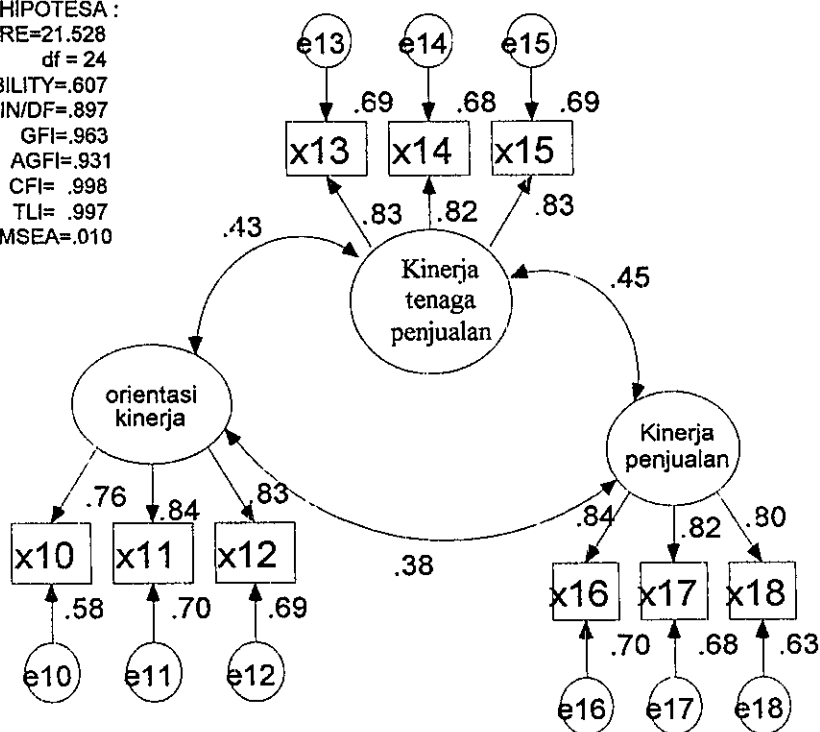 HIPOTESA :
RE=21.528
df = 24
BILITY=.607
IN/DF=.897
GFI=.963
AGFI=.931
CFI= .998
TLI= .997
MSEA=.010
e13 e14 e15
.69 .68 .69
x13 x14 x15
.83 .82 .83
.43
Kinerja
tenaga
penjualan
.45
orientasi
kinerja
Kinerja
penjualan
.76 .84 .83
.84 .82 .80
x10 x11 x12
.38
x16 x17 x18
.58 .70 .69
.70 .68 .63
e10 e11 e12
e16 e17 e18